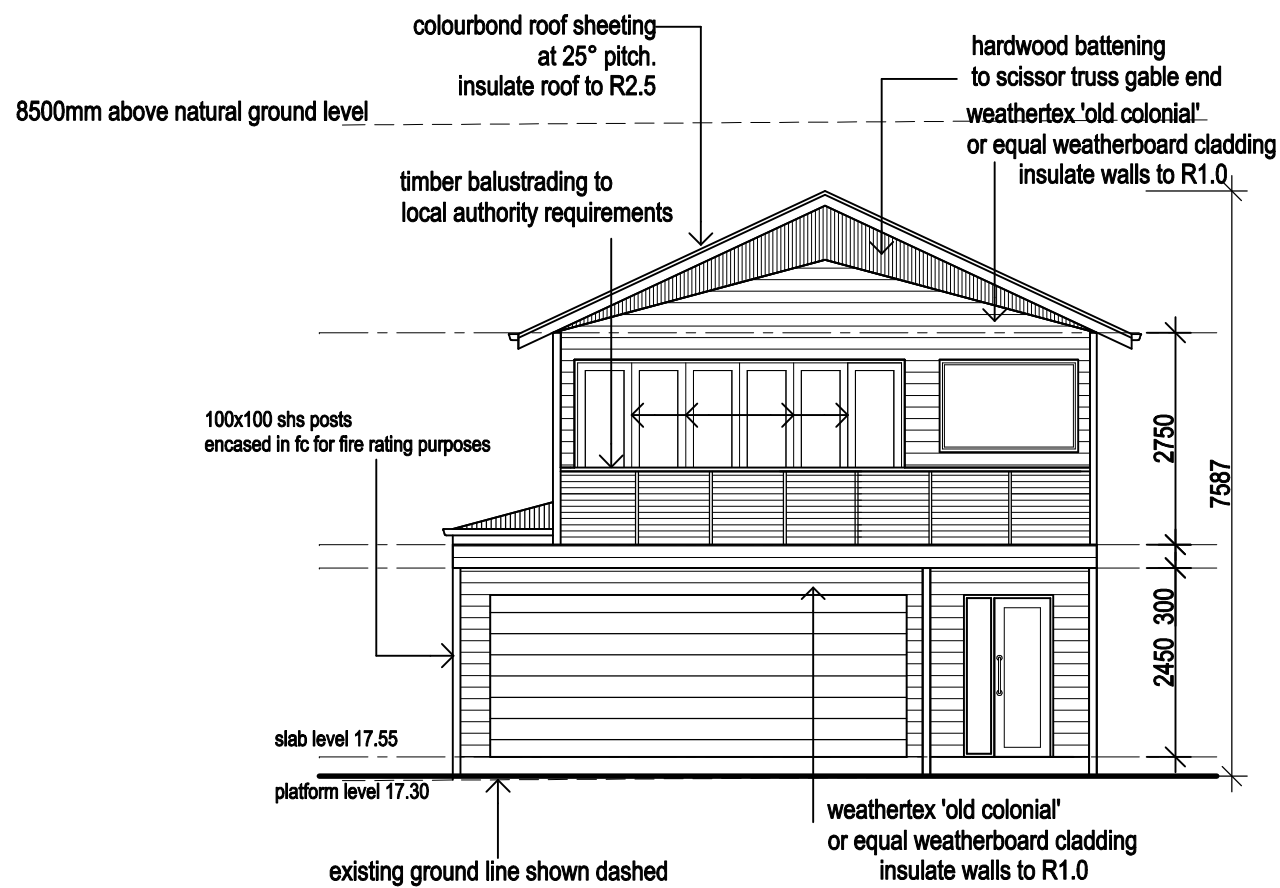 colourbond roof sheeting
at 25° pitch.
insulate roof to R2.5
hardwood battening
to scissor truss gable end
8500mm above natural ground level
weathertex 'old colonial'
or equal weatherboard cladding
insulate walls to R1.0
timber balustrading to
local authority requirements
100x100 shs posts
encased in fc for fire rating purposes
2750
7587
300
2450
slab level 17.55
platform level 17.30
weathertex 'old colonial'
or equal weatherboard cladding
insulate walls to R1.0
existing ground line shown dashed